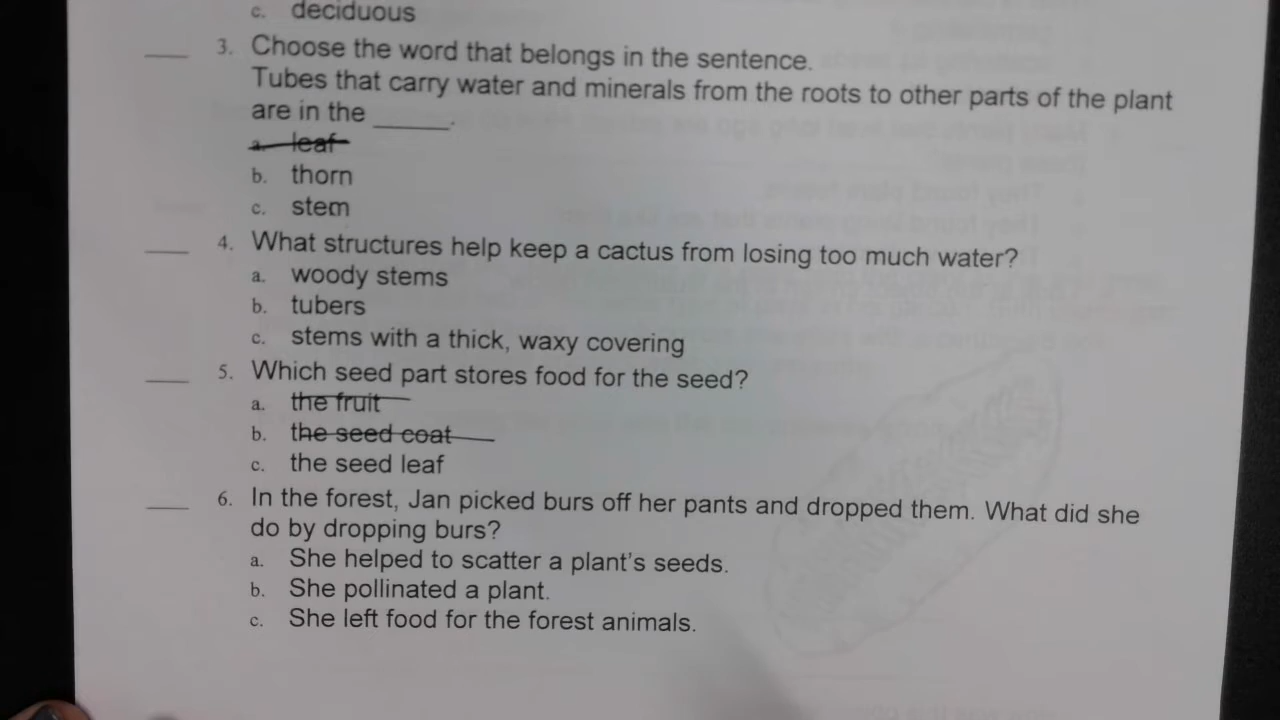 c. deciduous
3. Choose the word that belongs in the sentence.
Tubes that carry water and minerals from the roots to other parts of the plant
are in the ______.
a. leaf
b. thorn
c. stem
4. What structures help keep a cactus from losing too much water?
a. woody stems
b. tubers
c. stems with a thick, waxy covering
5. Which seed part stores food for the seed?
a. the fruit
b. the seed coat
c. the seed leaf
6. In the forest, Jan picked burs off her pants and dropped them. What did she
do by dropping burs?
a. She helped to scatter a plant's seeds.
b. She pollinated a plant.
c. She left food for the forest animals.